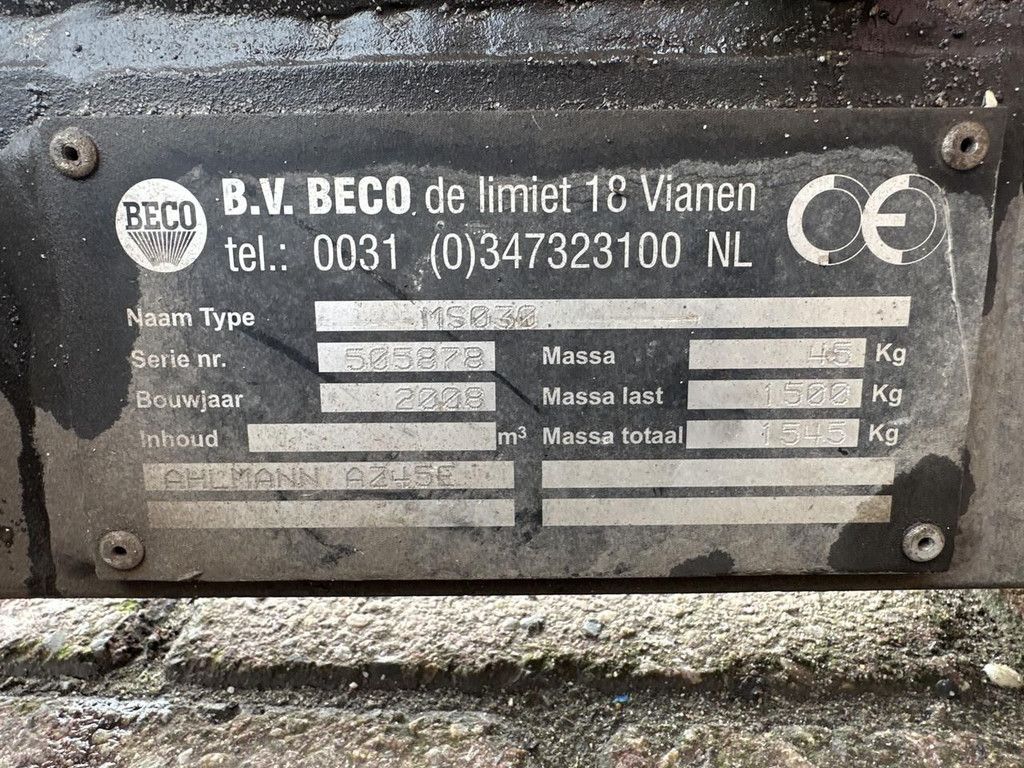 BECO
B.V. BECO de limiet 18 Vianen
tel.: 0031 (0)347323100 NL
CE
Naam Type MS030
Serie nr. 505878 Massa 45 Kg
Bouwjaar 2008 Massa last 1500 Kg
Inhoud m³ Massa totaal 1545 Kg
AHLMANN AZ45E